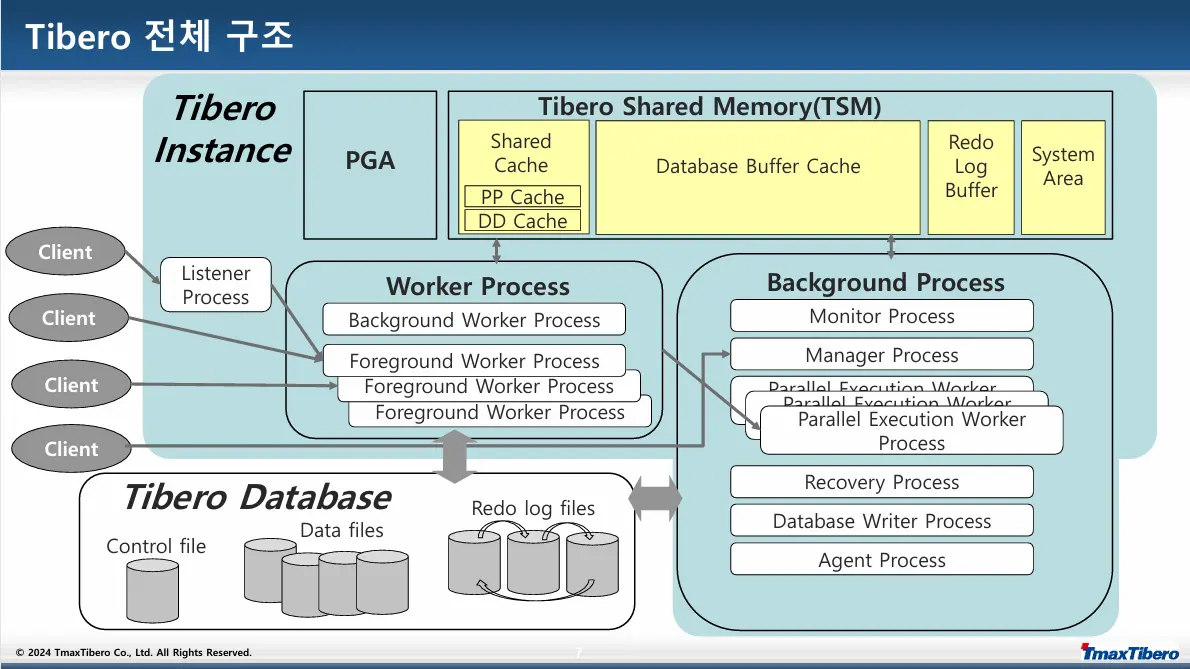 Tibero 전체 구조
Tibero
Instance
PGA
Tibero Shared Memory(TSM)
Shared
Cache
PP Cache
DD Cache
Database Buffer Cache
Redo
Log
Buffer
System
Area
Client
Client
Client
Client
Listener
Process
Worker Process
Background Worker Process
Foreground Worker Process
Foreground Worker Process
Foreground Worker Process
Background Process
Monitor Process
Manager Process
Parallel Execution Worker
Parallel Execution Worker
Parallel Execution Worker
Process
Recovery Process
Database Writer Process
Agent Process
Tibero Database
Control file
Data files
Redo log files
© 2024 TmaxTibero Co., Ltd. All Rights Reserved.
7
TmaxTibero